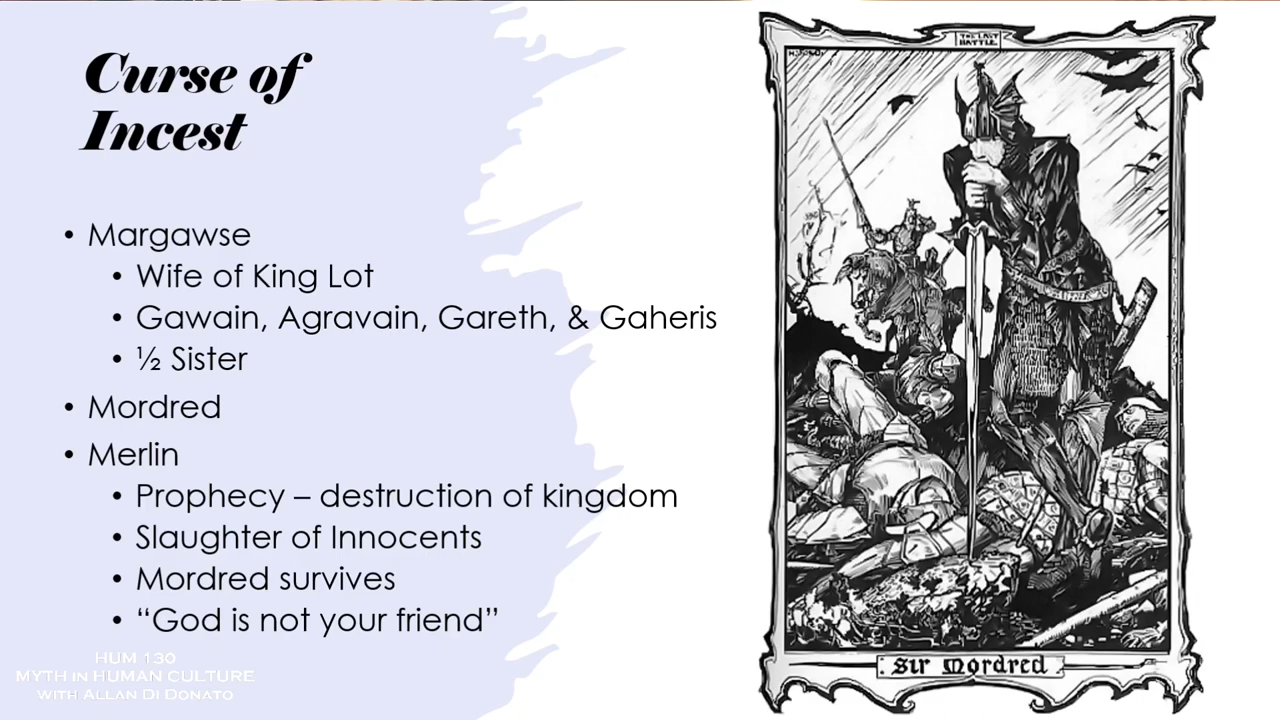 Curse of
Incest
• Margawse
• Wife of King Lot
• Gawain, Agravain, Gareth, & Gaheris
• ½ Sister
• Mordred
• Merlin
• Prophecy – destruction of kingdom
• Slaughter of Innocents
• Mordred survives
• “God is not your friend”
HUM 130
MYTH in HUMAN CULTURE
WITH ALLAN DI DONATO
THE LAST
BATTLE.
Sir Mordred